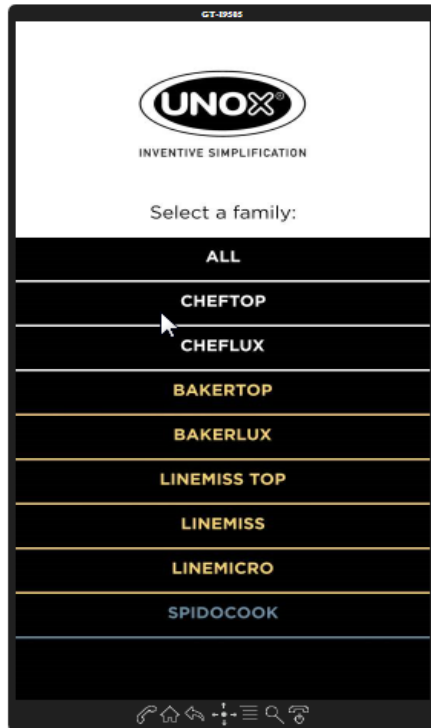 GT-I9505
UNOX®
INVENTIVE SIMPLIFICATION
Select a family:
ALL
CHEFTOP
CHEFLUX
BAKERTOP
BAKERLUX
LINEMISS TOP
LINEMISS
LINEMICRO
SPIDOCOOK